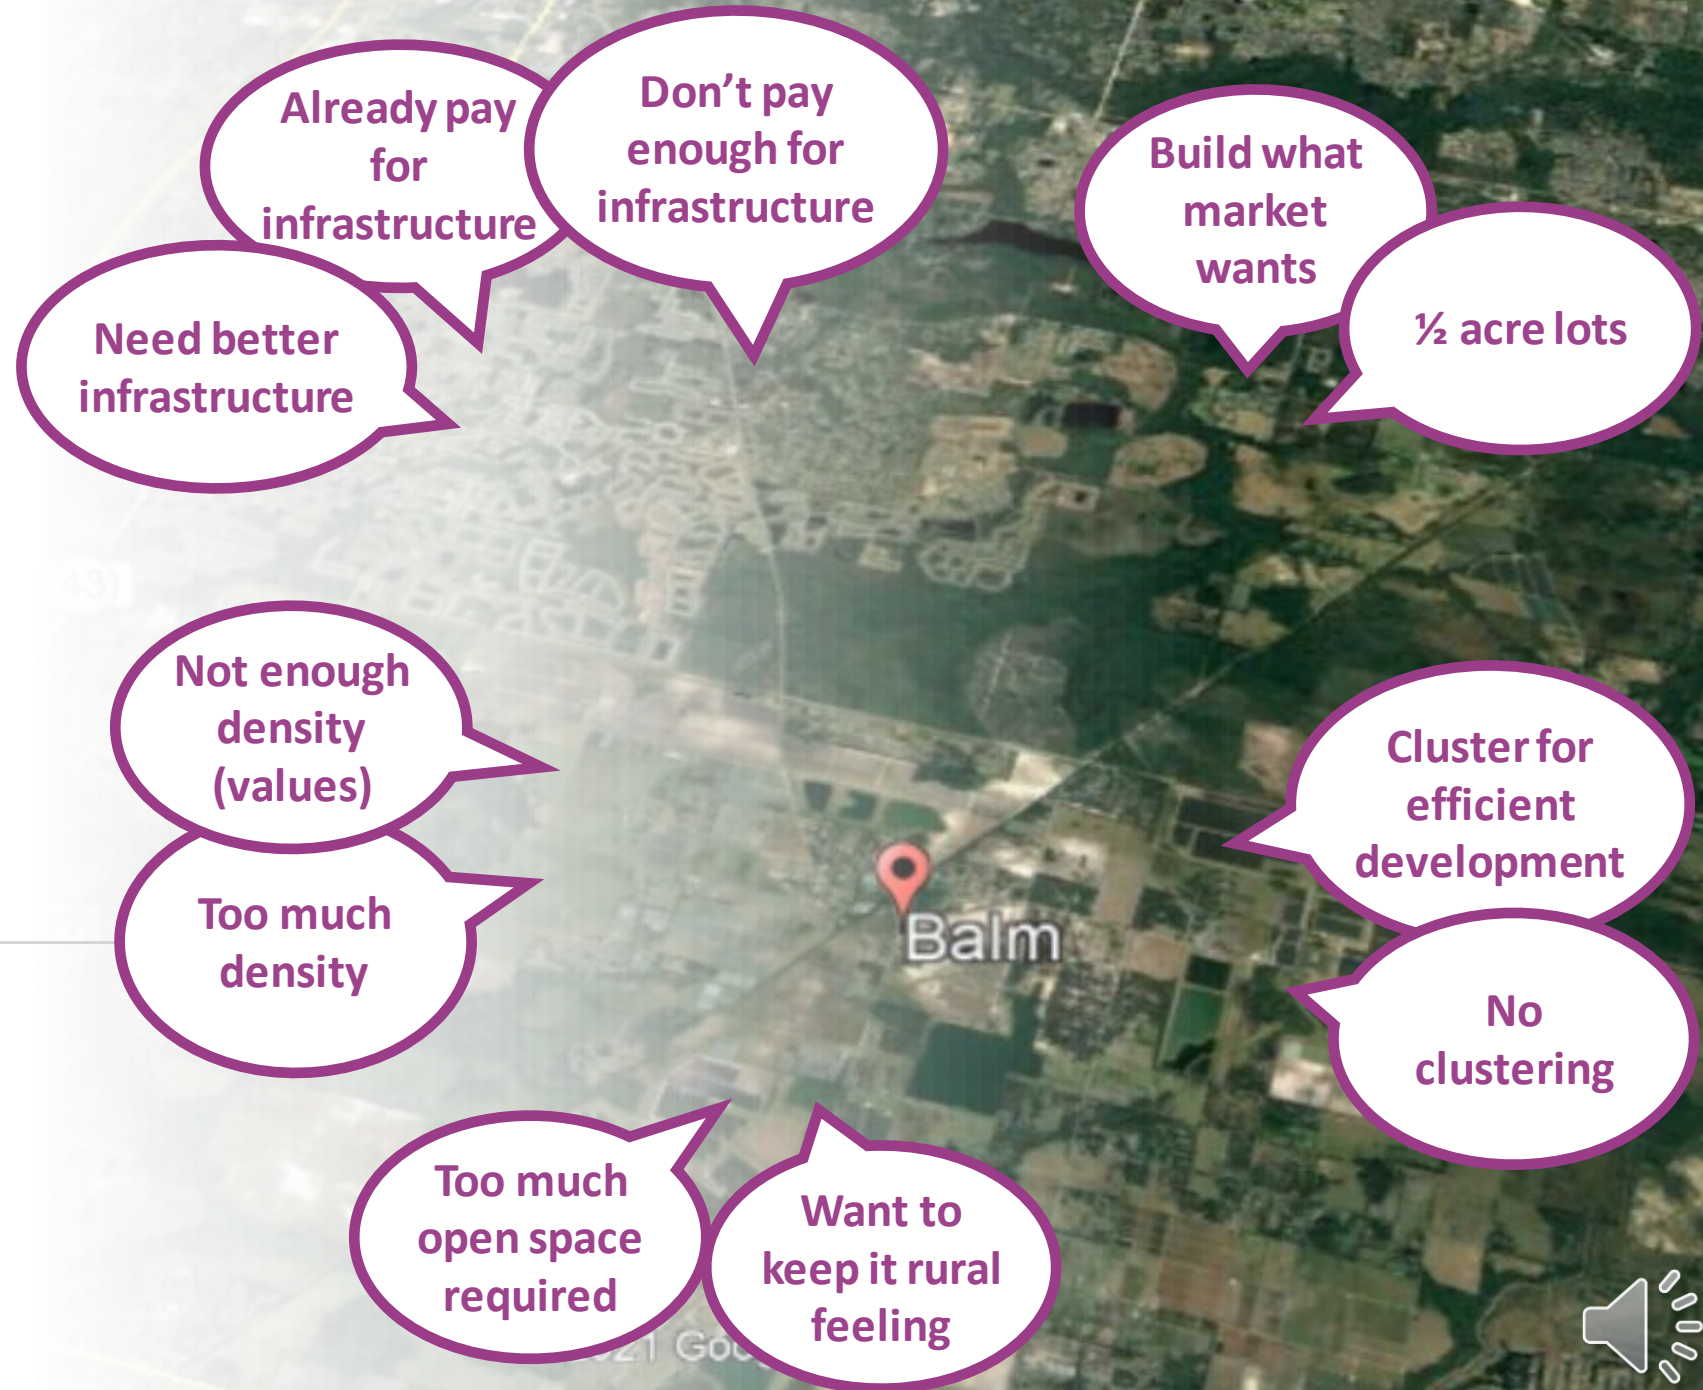 Already pay
for
infrastructure
Don't pay
enough for
infrastructure
Build what
market
wants
½ acre lots
Need better
infrastructure
43
Not enough
density
(values)
Too much
density
Cluster for
efficient
development
No
clustering
Balm
Too much
open space
required
Want to
keep it rural
feeling